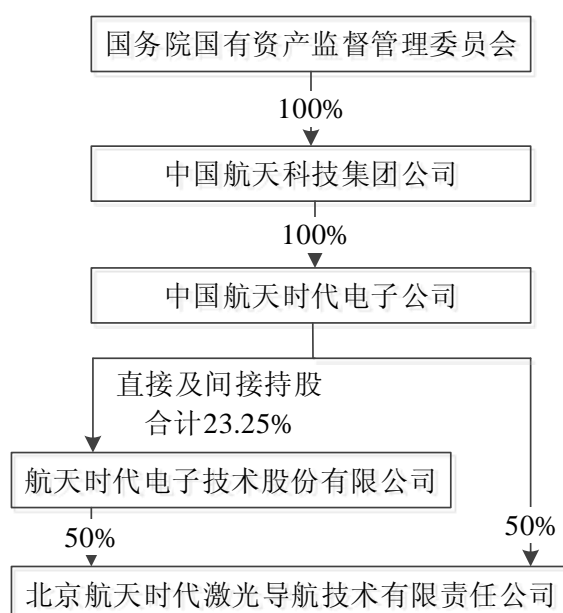 国务院国有资产监督管理委员会
100%
中国航天科技集团公司
100%
中国航天时代电子公司
直接及间接持股
合计23.25%
航天时代电子技术股份有限公司
50%
50%
北京航天时代激光导航技术有限责任公司